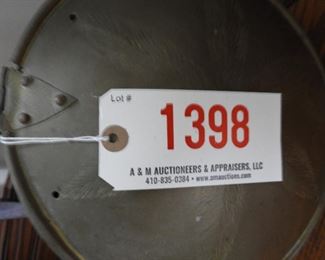 Lot #
1398
A & M AUCTIONEERS & APPRAISERS, LLC
410-835-0384 • www.amauctions.com